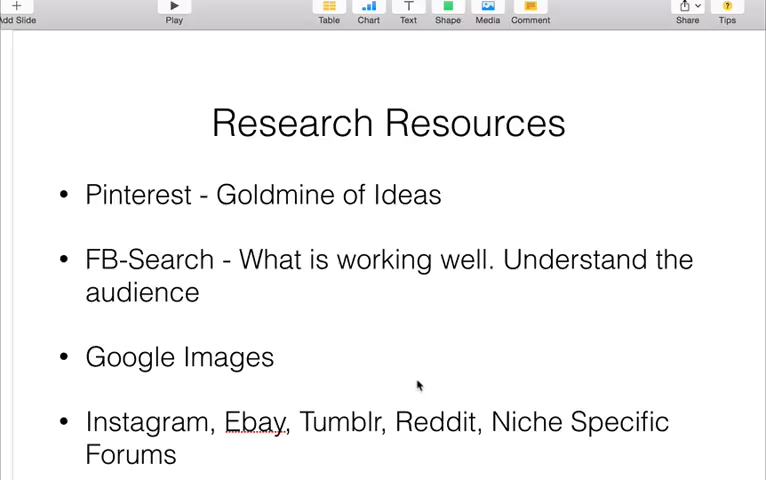 Add Slide
Play
Table
Chart
Text
Shape
Media
Comment
Share
Tips
Research Resources
• Pinterest - Goldmine of Ideas
• FB-Search - What is working well. Understand the
audience
• Google Images
• Instagram, Ebay, Tumblr, Reddit, Niche Specific
Forums